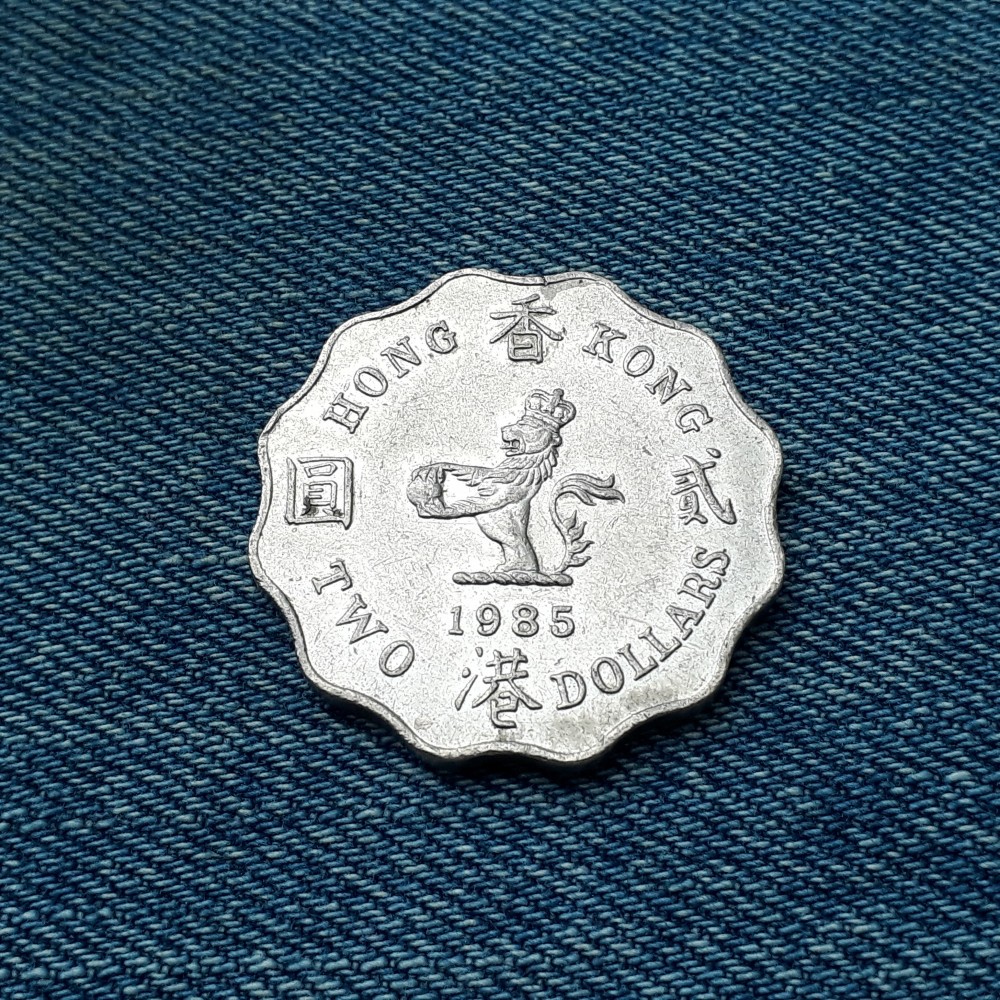 香
HONG KONG
圓 貳
1985
TWO DOLLARS
港